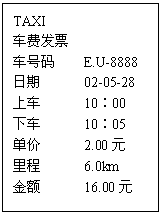 TAXI
车费发票
车号码 E.U-8888
日期 02-05-28
上车 10∶00
下车 10∶05
单价 2.00 元
里程 6.0km
金额 16.00 元